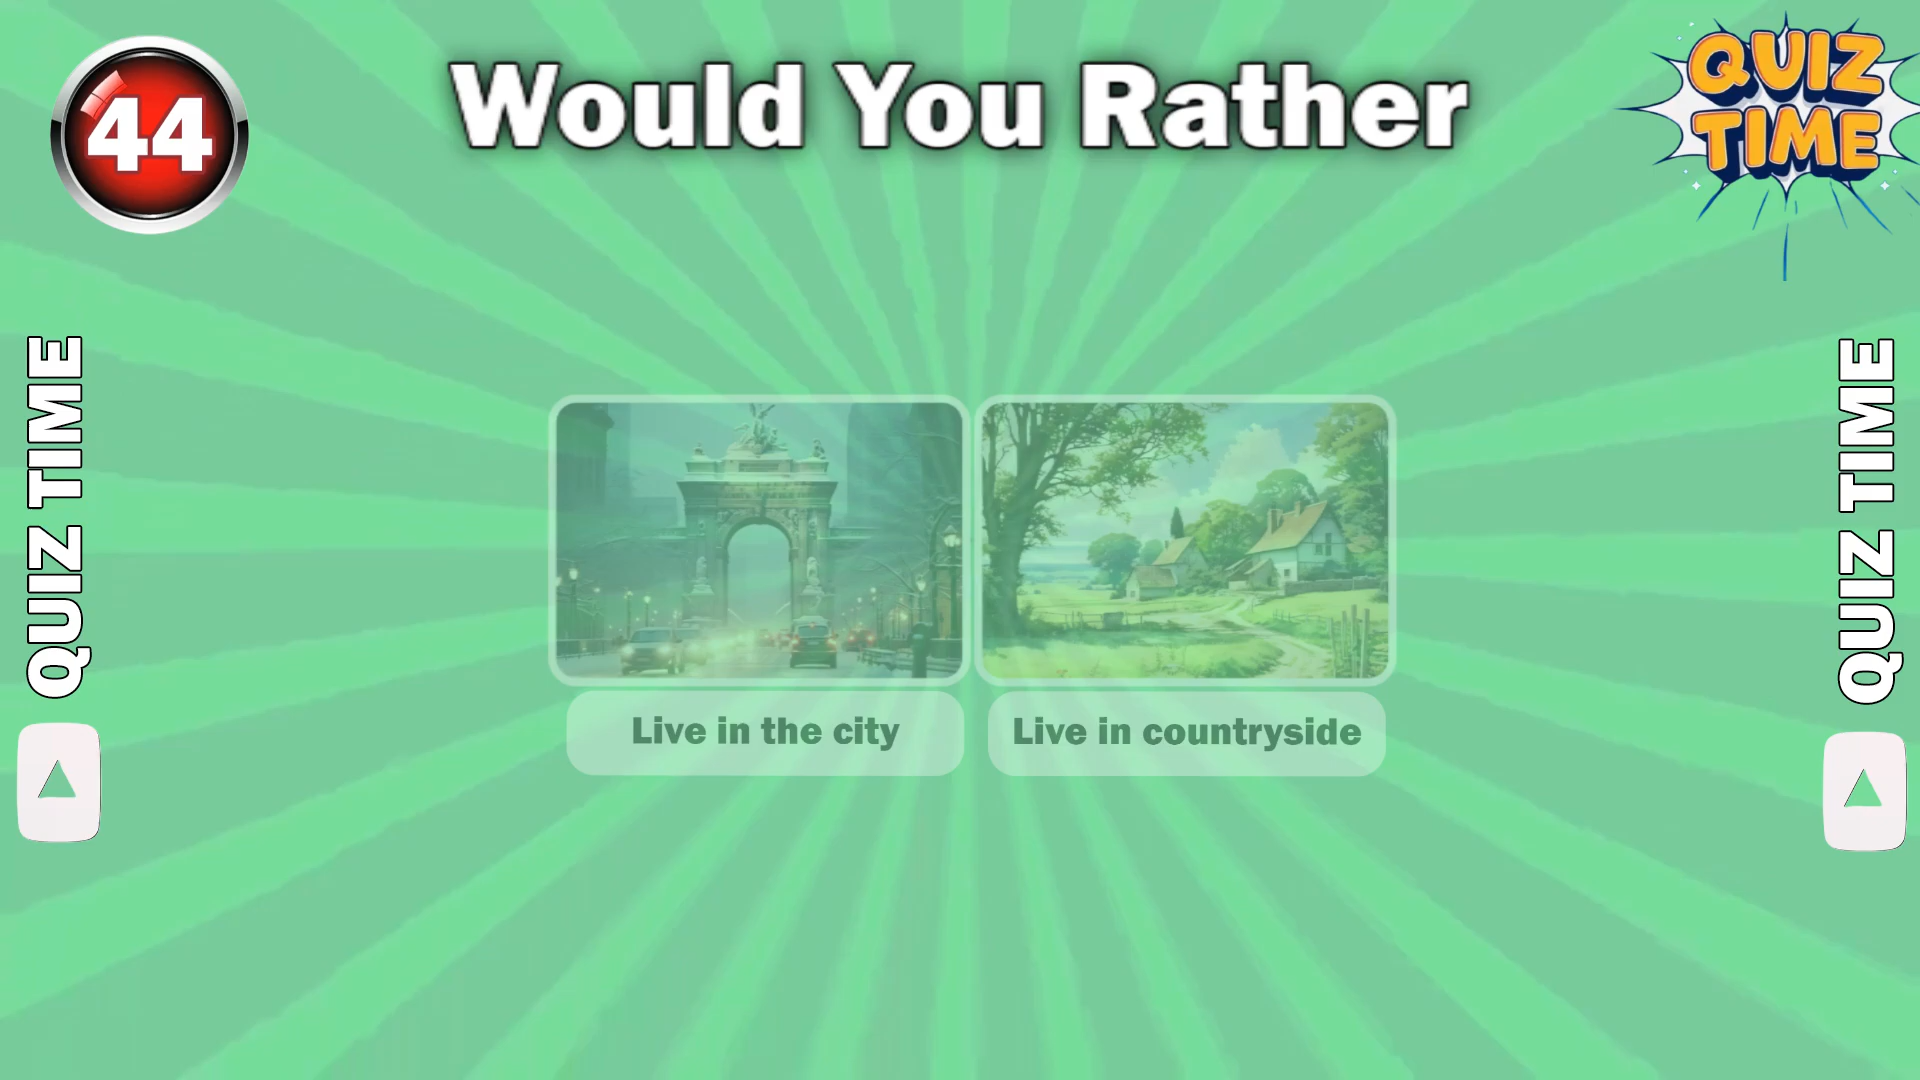 44
Would You Rather
QUIZ
TIME
QUIZ TIME
Live in the city
Live in countryside
QUIZ TIME